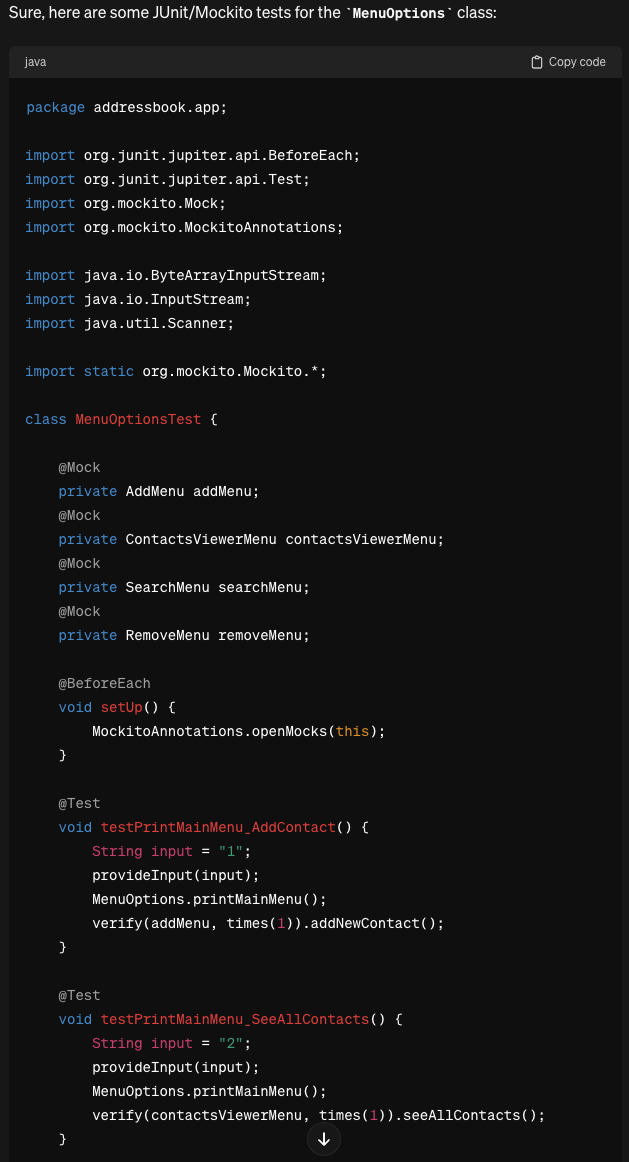 Sure, here are some JUnit/Mockito tests for the `MenuOptions` class:
java
Copy code
package addressbook.app;
import org.junit.jupiter.api.BeforeEach;
import org.junit.jupiter.api.Test;
import org.mockito.Mock;
import org.mockito.MockitoAnnotations;
import java.io.ByteArrayInputStream;
import java.io.InputStream;
import java.util.Scanner;
import static org.mockito.Mockito.*;
class MenuOptionsTest {
@Mock
private AddMenu addMenu;
@Mock
private ContactsViewerMenu contactsViewerMenu;
@Mock
private SearchMenu searchMenu;
@Mock
private RemoveMenu removeMenu;
@BeforeEach
void setUp() {
MockitoAnnotations.openMocks(this);
}
@Test
void testPrintMainMenu_AddContact() {
String input = "1";
provideInput(input);
MenuOptions.printMainMenu();
verify(addMenu, times(1)).addNewContact();
}
@Test
void testPrintMainMenu_SeeAllContacts() {
String input = "2";
provideInput(input);
MenuOptions.printMainMenu();
verify(contactsViewerMenu, times(1)).seeAllContacts();
}